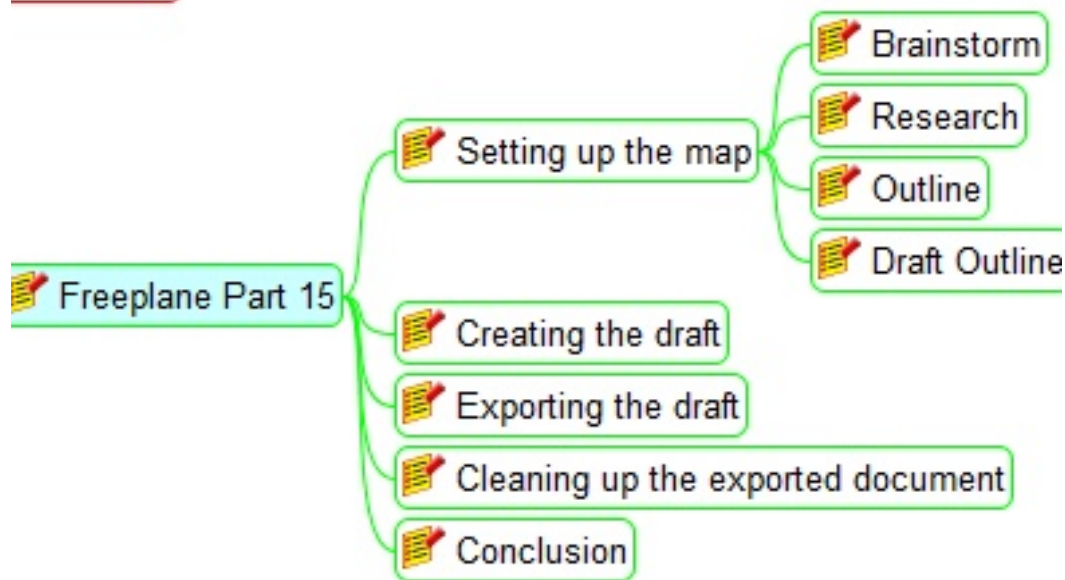 Freeplane Part 15
Setting up the map
Brainstorm
Research
Outline
Draft Outline
Creating the draft
Exporting the draft
Cleaning up the exported document
Conclusion